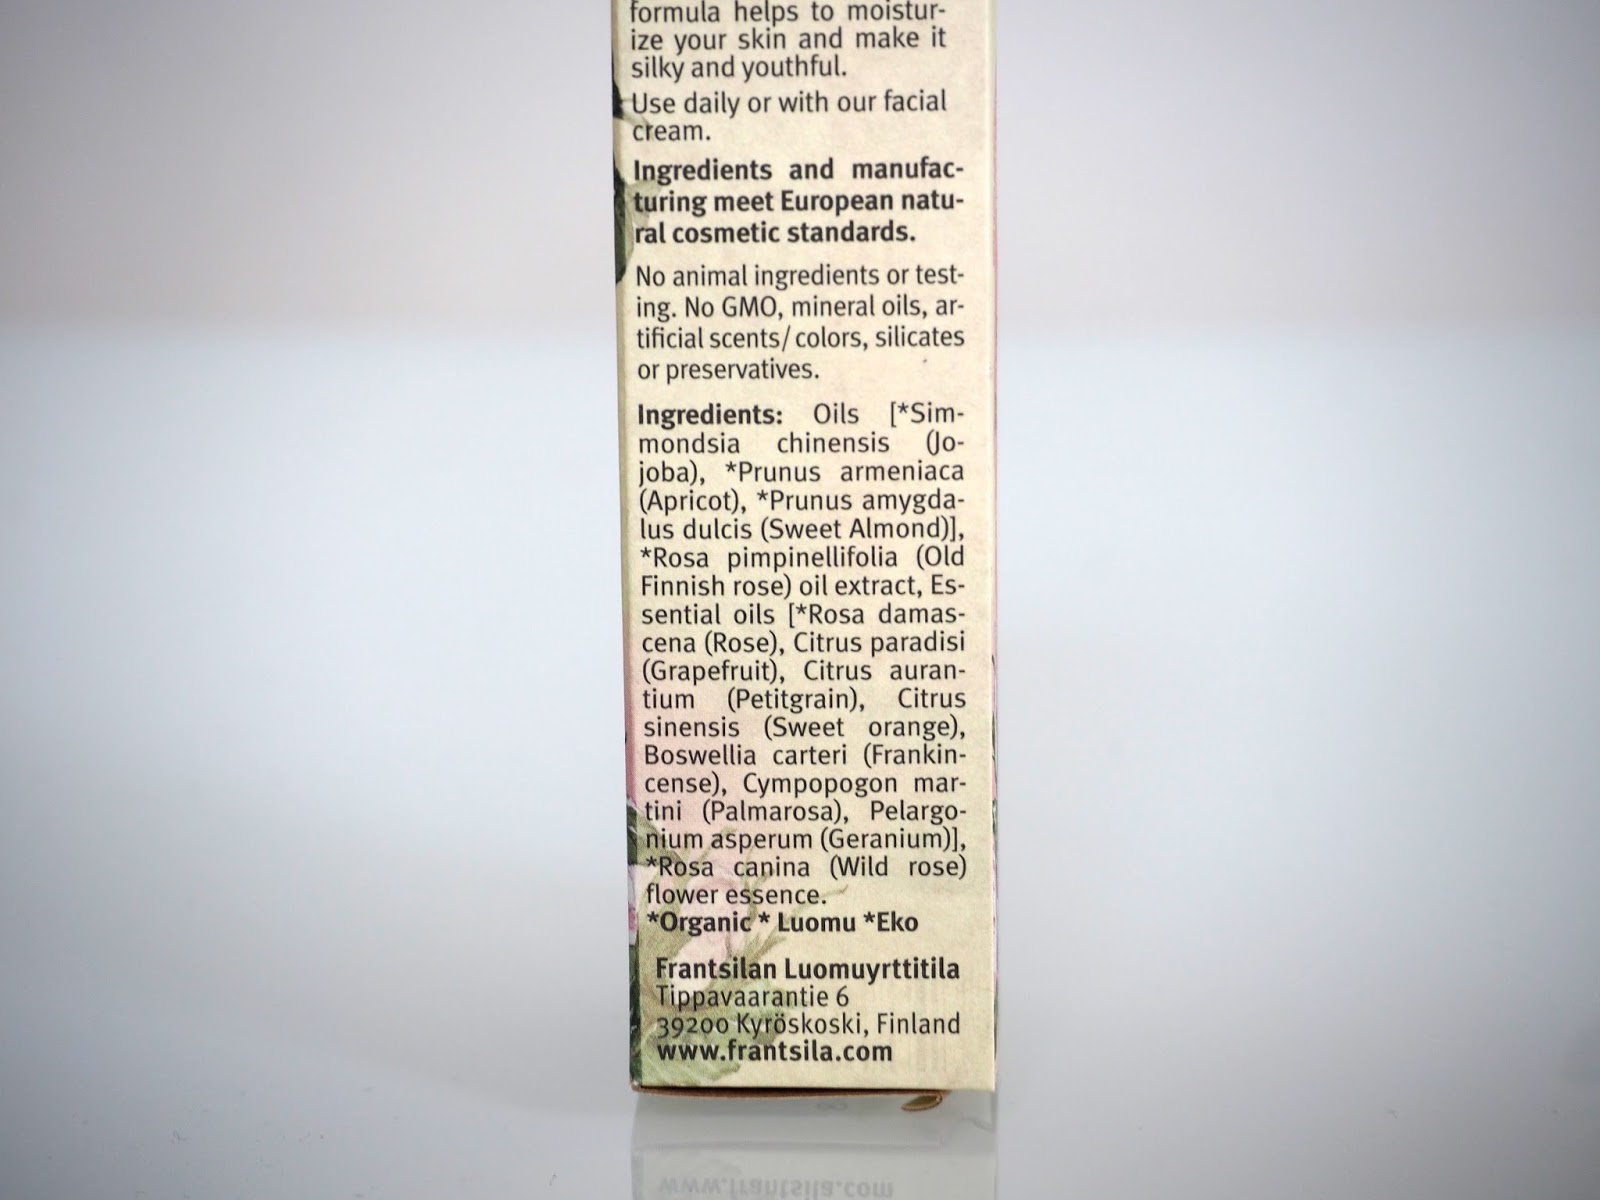 formula helps to moistur-
ize your skin and make it
silky and youthful.
Use daily or with our facial
cream.
Ingredients and manufac-
turing meet European natu-
ral cosmetic standards.
No animal ingredients or test-
ing. No GMO, mineral oils, ar-
tificial scents/ colors, silicates
or preservatives.
Ingredients: Oils [*Sim-
mondsia chinensis (Jo-
joba), *Prunus armeniaca
(Apricot), *Prunus amygda-
lus dulcis (Sweet Almond)],
*Rosa pimpinellifolia (Old
Finnish rose) oil extract, Es-
sential oils [*Rosa damas-
cena (Rose), Citrus paradisi
(Grapefruit), Citrus auran-
tium (Petitgrain), Citrus
sinensis (Sweet orange),
Boswellia carteri (Frankin-
cense), Cympopogon mar-
tini (Palmarosa), Pelargo-
nium asperum (Geranium)],
*Rosa canina (Wild rose)
flower essence.
*Organic * Luomu *Eko
Frantsilan Luomuyrttitila
Tippavaarantie 6
39200 Kyröskoski, Finland
www.frantsila.com